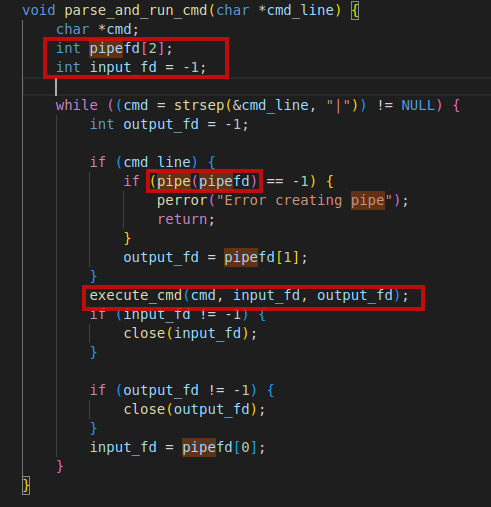 void parse_and_run_cmd(char *cmd_line) {
    char *cmd;
    int pipefd[2];
    int input_fd = -1;
    while ((cmd = strsep(&cmd_line, "|")) != NULL) {
        int output_fd = -1;
        if (cmd_line) {
            if (pipe(pipefd) == -1) {
                perror("Error creating pipe");
                return;
            }
            output_fd = pipefd[1];
        }
        execute_cmd(cmd, input_fd, output_fd);
        if (input_fd != -1) {
            close(input_fd);
        }
        if (output_fd != -1) {
            close(output_fd);
        }
        input_fd = pipefd[0];
    }
}